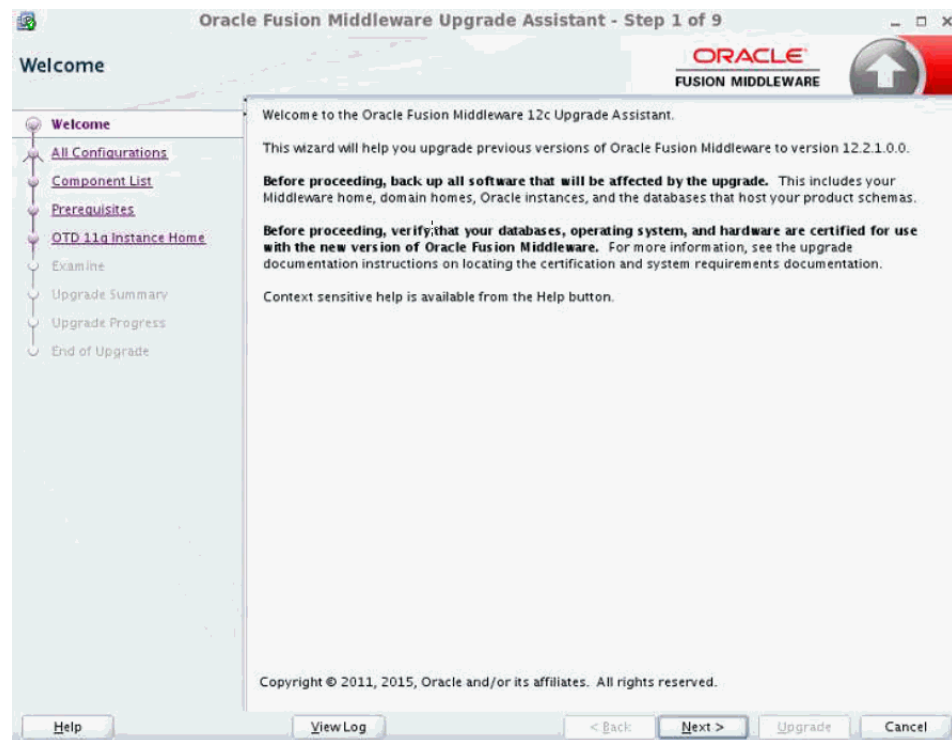 Oracle Fusion Middleware Upgrade Assistant - Step 1 of 9
Welcome
ORACLE
FUSION MIDDLEWARE
Welcome
All Configurations
Component List
Prerequisites
OTD 11g Instance Home
Examine
Upgrade Summary
Upgrade Progress
End of Upgrade
Welcome to the Oracle Fusion Middleware 12c Upgrade Assistant.
This wizard will help you upgrade previous versions of Oracle Fusion Middleware to version 12.2.1.0.0.
Before proceeding, back up all software that will be affected by the upgrade. This includes your
Middleware home, domain homes, Oracle instances, and the databases that host your product schemas.
Before proceeding, verify that your databases, operating system, and hardware are certified for use
with the new version of Oracle Fusion Middleware. For more information, see the upgrade
documentation instructions on locating the certification and system requirements documentation.
Context sensitive help is available from the Help button.
Copyright © 2011, 2015, Oracle and/or its affiliates. All rights reserved.
Help
View Log
< Back
Next >
Upgrade
Cancel